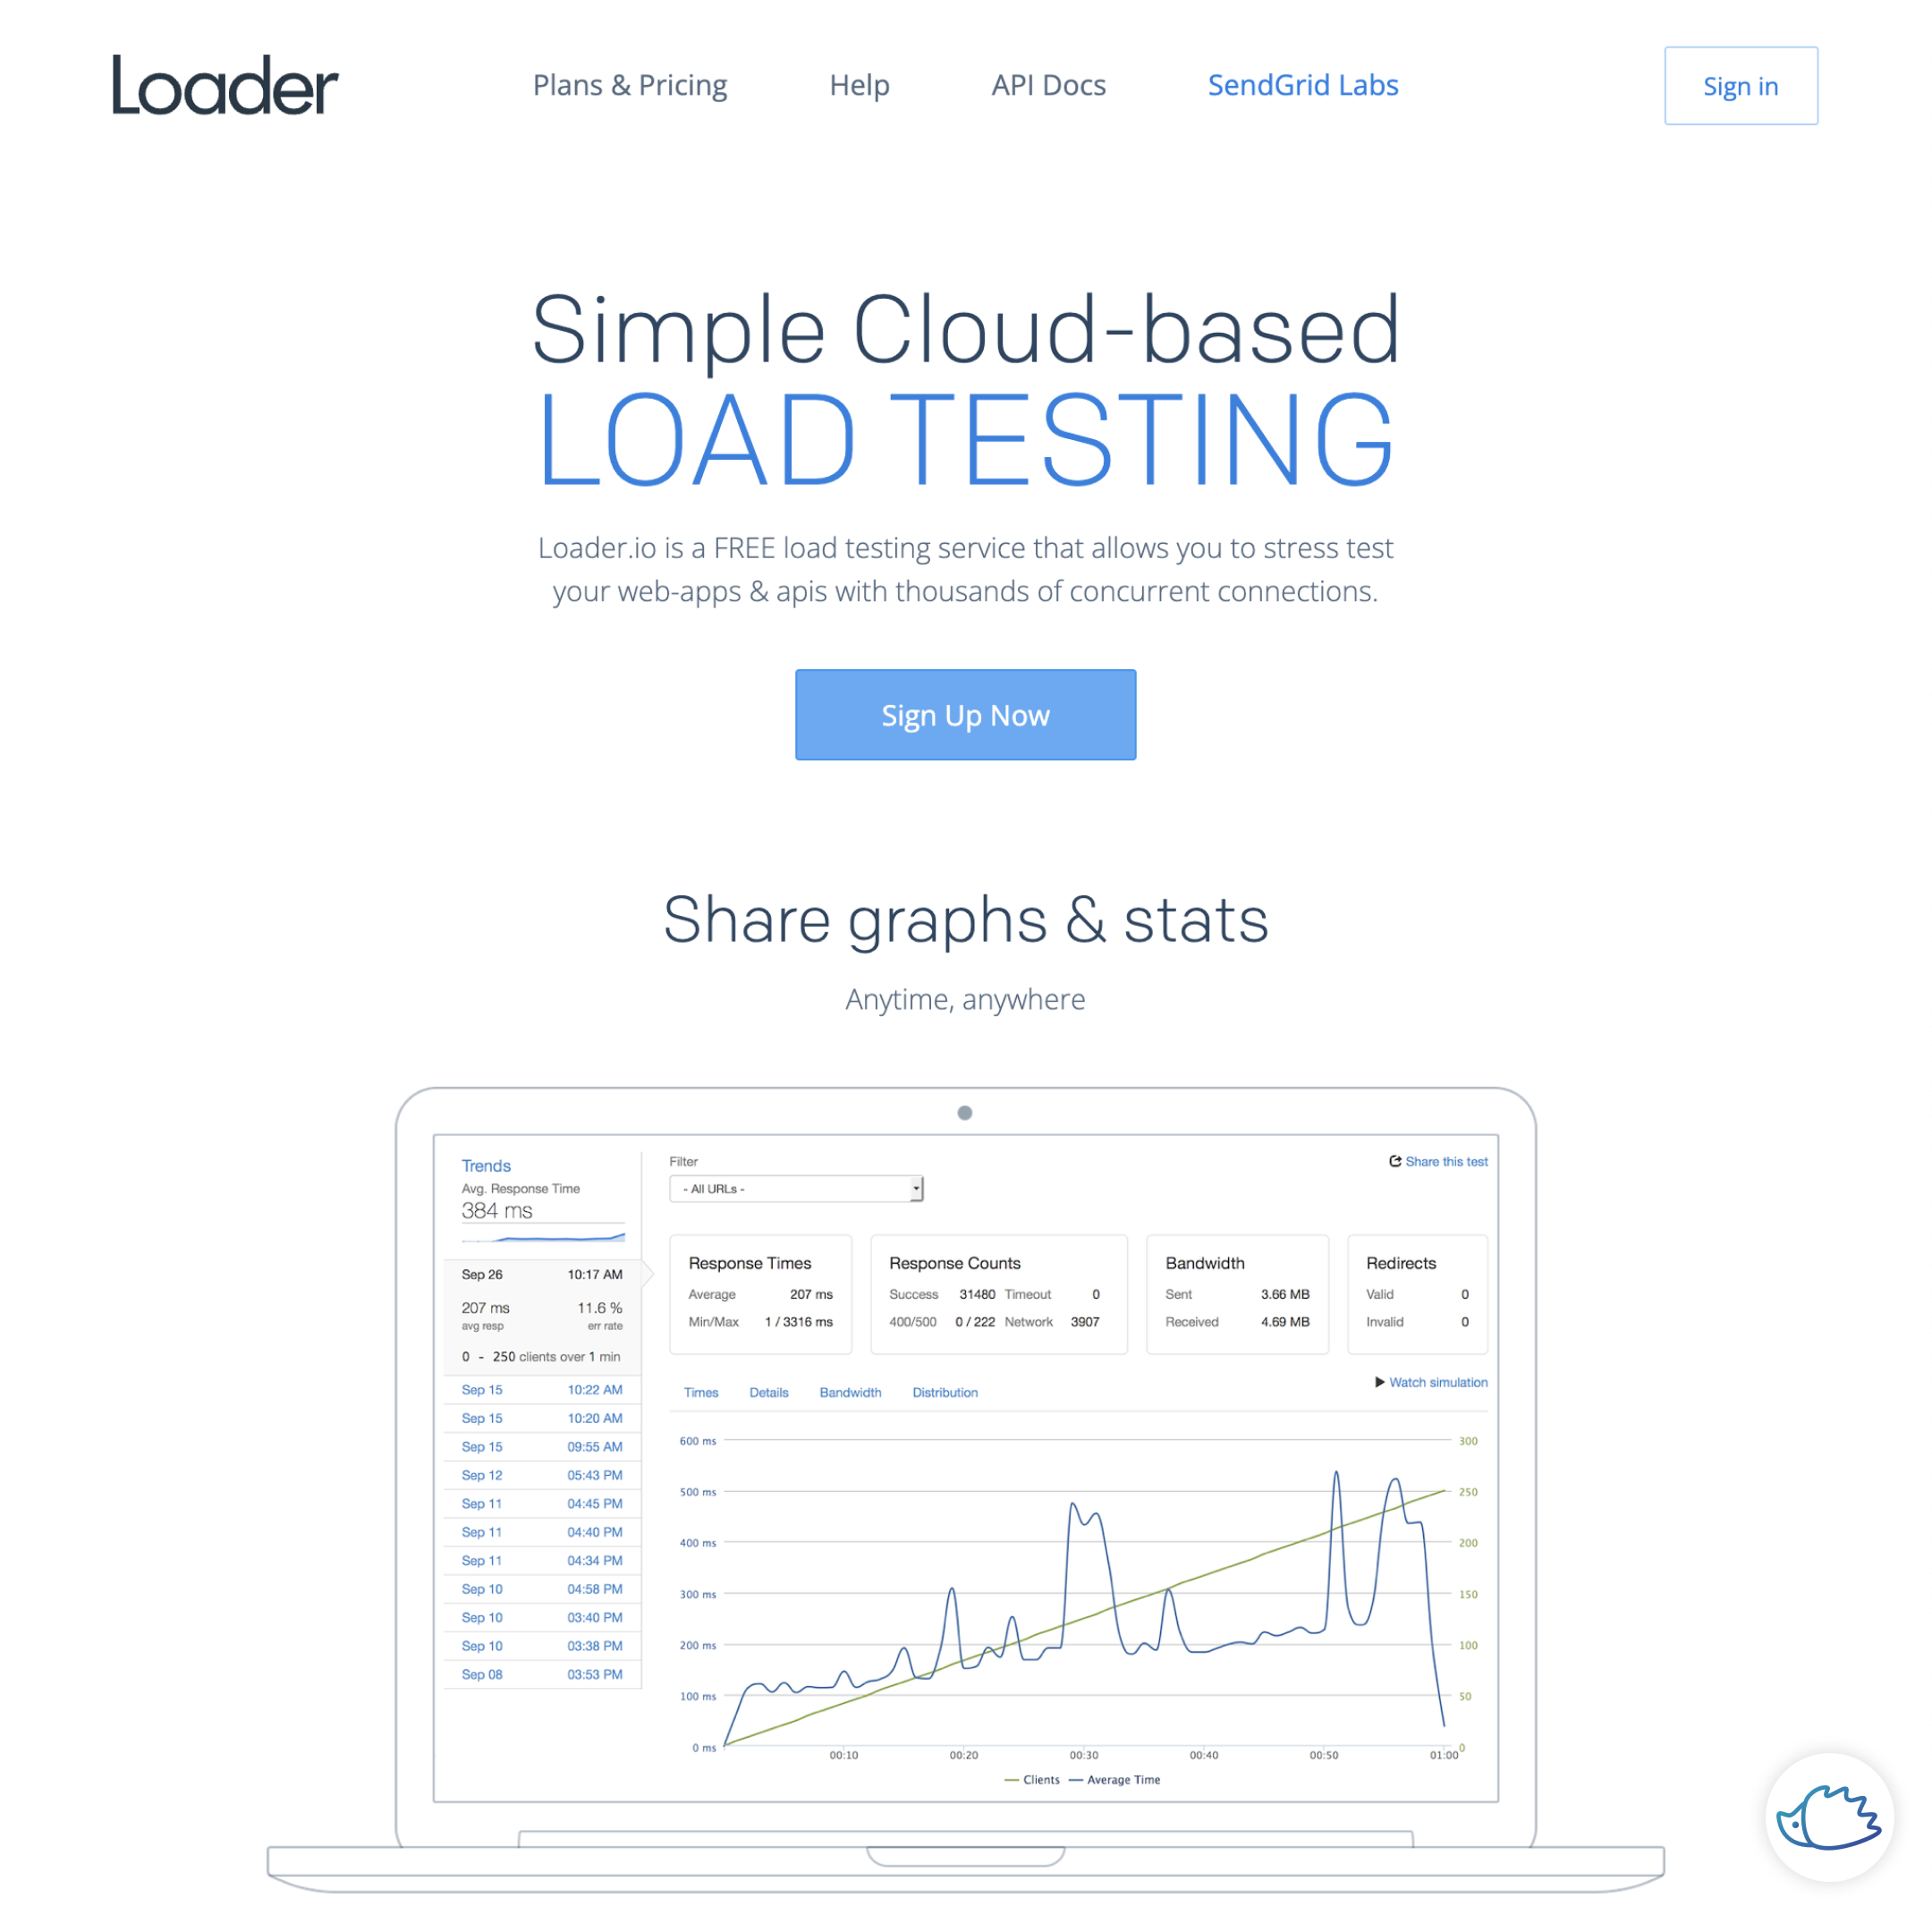 Loader
Plans & Pricing
Help
API Docs
SendGrid Labs
Sign in
Simple Cloud-based
LOAD TESTING
Loader.io is a FREE load testing service that allows you to stress test
your web-apps & apis with thousands of concurrent connections.
Sign Up Now
Share graphs & stats
Anytime, anywhere
Trends
Avg. Response Time
384 ms
Sep 26 10:17 AM
207 ms 11.6 %
avg resp err rate
0 - 250 clients over 1 min
Sep 15 10:22 AM
Sep 15 10:20 AM
Sep 15 09:55 AM
Sep 12 05:43 PM
Sep 11 04:45 PM
Sep 11 04:40 PM
Sep 11 04:34 PM
Sep 10 04:58 PM
Sep 10 03:40 PM
Sep 10 03:38 PM
Sep 08 03:53 PM
Filter
- All URLs -
Share this test
Response Times
Average 207 ms
Min/Max 1 / 3316 ms
Response Counts
Success 31480 Timeout 0
400/500 0 / 222 Network 3907
Bandwidth
Sent 3.66 MB
Received 4.69 MB
Redirects
Valid 0
Invalid 0
Watch simulation
Times Details Bandwidth Distribution
600 ms 300
500 ms 250
400 ms 200
300 ms 150
200 ms 100
100 ms 50
0 ms 0
00:10 00:20 00:30 00:40 00:50 01:00
Clients Average Time